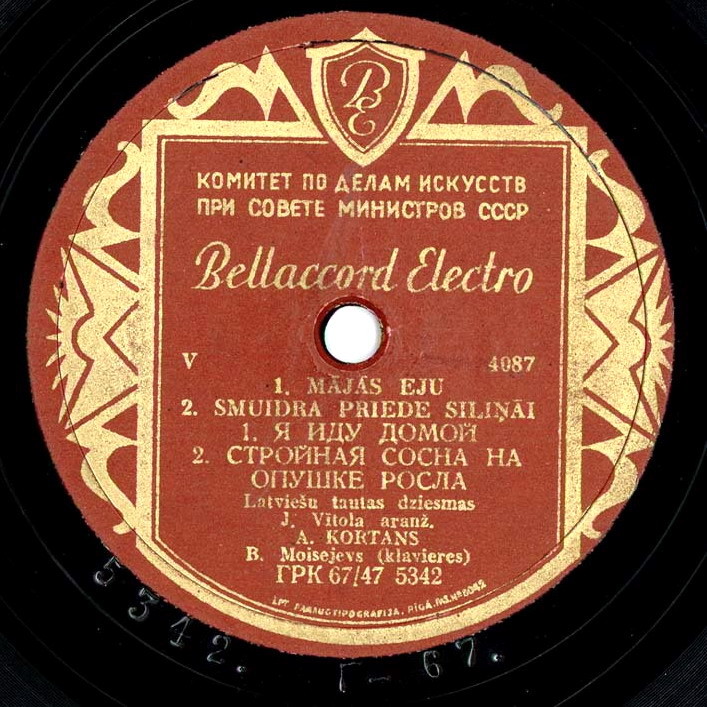 BE
КОМИТЕТ ПО ДЕЛАМ ИСКУССТВ
ПРИ СОВЕТЕ МИНИСТРОВ СССР
Bellaccord Electro
V 4087
1. MĀJĀS EJU
2. SMUIDRA PRIEDE SILIŅĀI
1. Я ИДУ ДОМОЙ
2. СТРОЙНАЯ СОСНА НА
ОПУШКЕ РОСЛА
Latviešu tautas dziesmas
J. Vītola aranž.
A. KORTANS
B. Moisejevs (klavieres)
ГРК 67/47 5342
RĪGA
5342. Г-67.